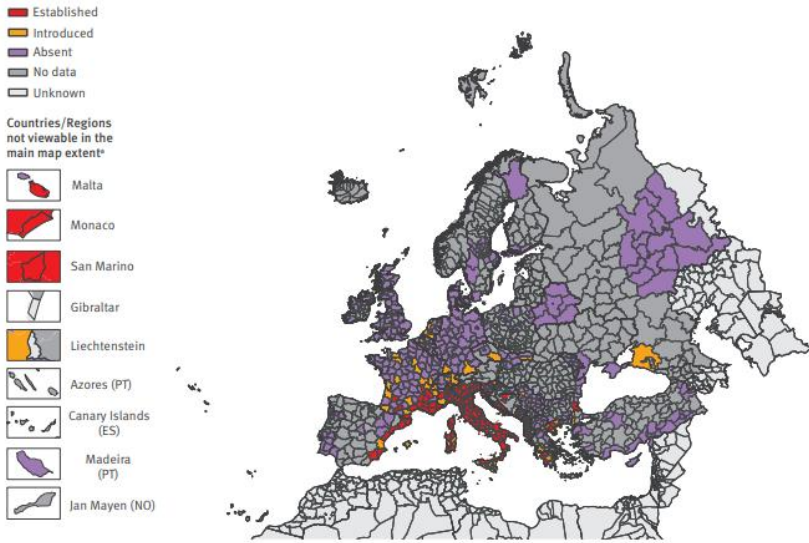 Established
Introduced
Absent
No data
Unknown
Countries/Regions
not viewable in the
main map extentª
Malta
Monaco
San Marino
Gibraltar
Liechtenstein
Azores (PT)
Canary Islands
(ES)
Madeira
(PT)
Jan Mayen (NO)